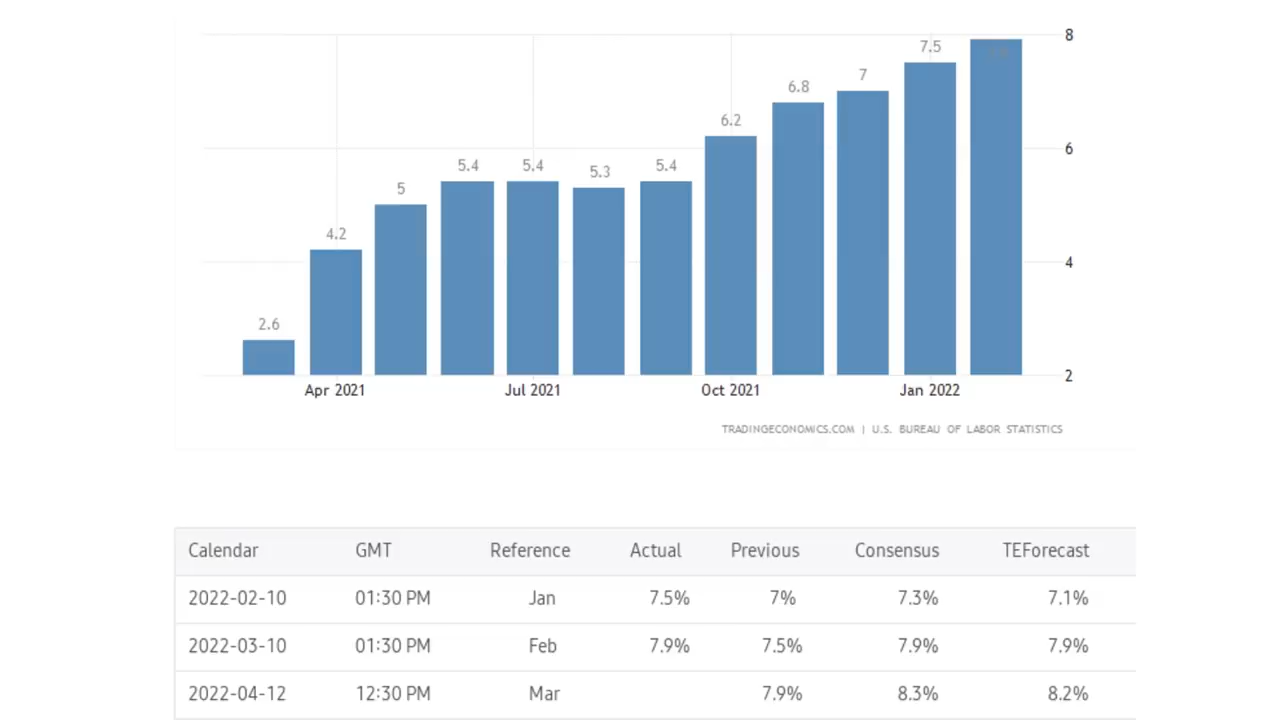 8
7.5
7
6.8
6.2
6
5.4 5.4 5.3 5.4
5
4.2
4
2.6
2
Apr 2021 Jul 2021 Oct 2021 Jan 2022
TRADINGECONOMICS.COM | U.S. BUREAU OF LABOR STATISTICS
Calendar GMT Reference Actual Previous Consensus TEForecast
2022-02-10 01:30 PM Jan 7.5% 7% 7.3% 7.1%
2022-03-10 01:30 PM Feb 7.9% 7.5% 7.9% 7.9%
2022-04-12 12:30 PM Mar 7.9% 8.3% 8.2%